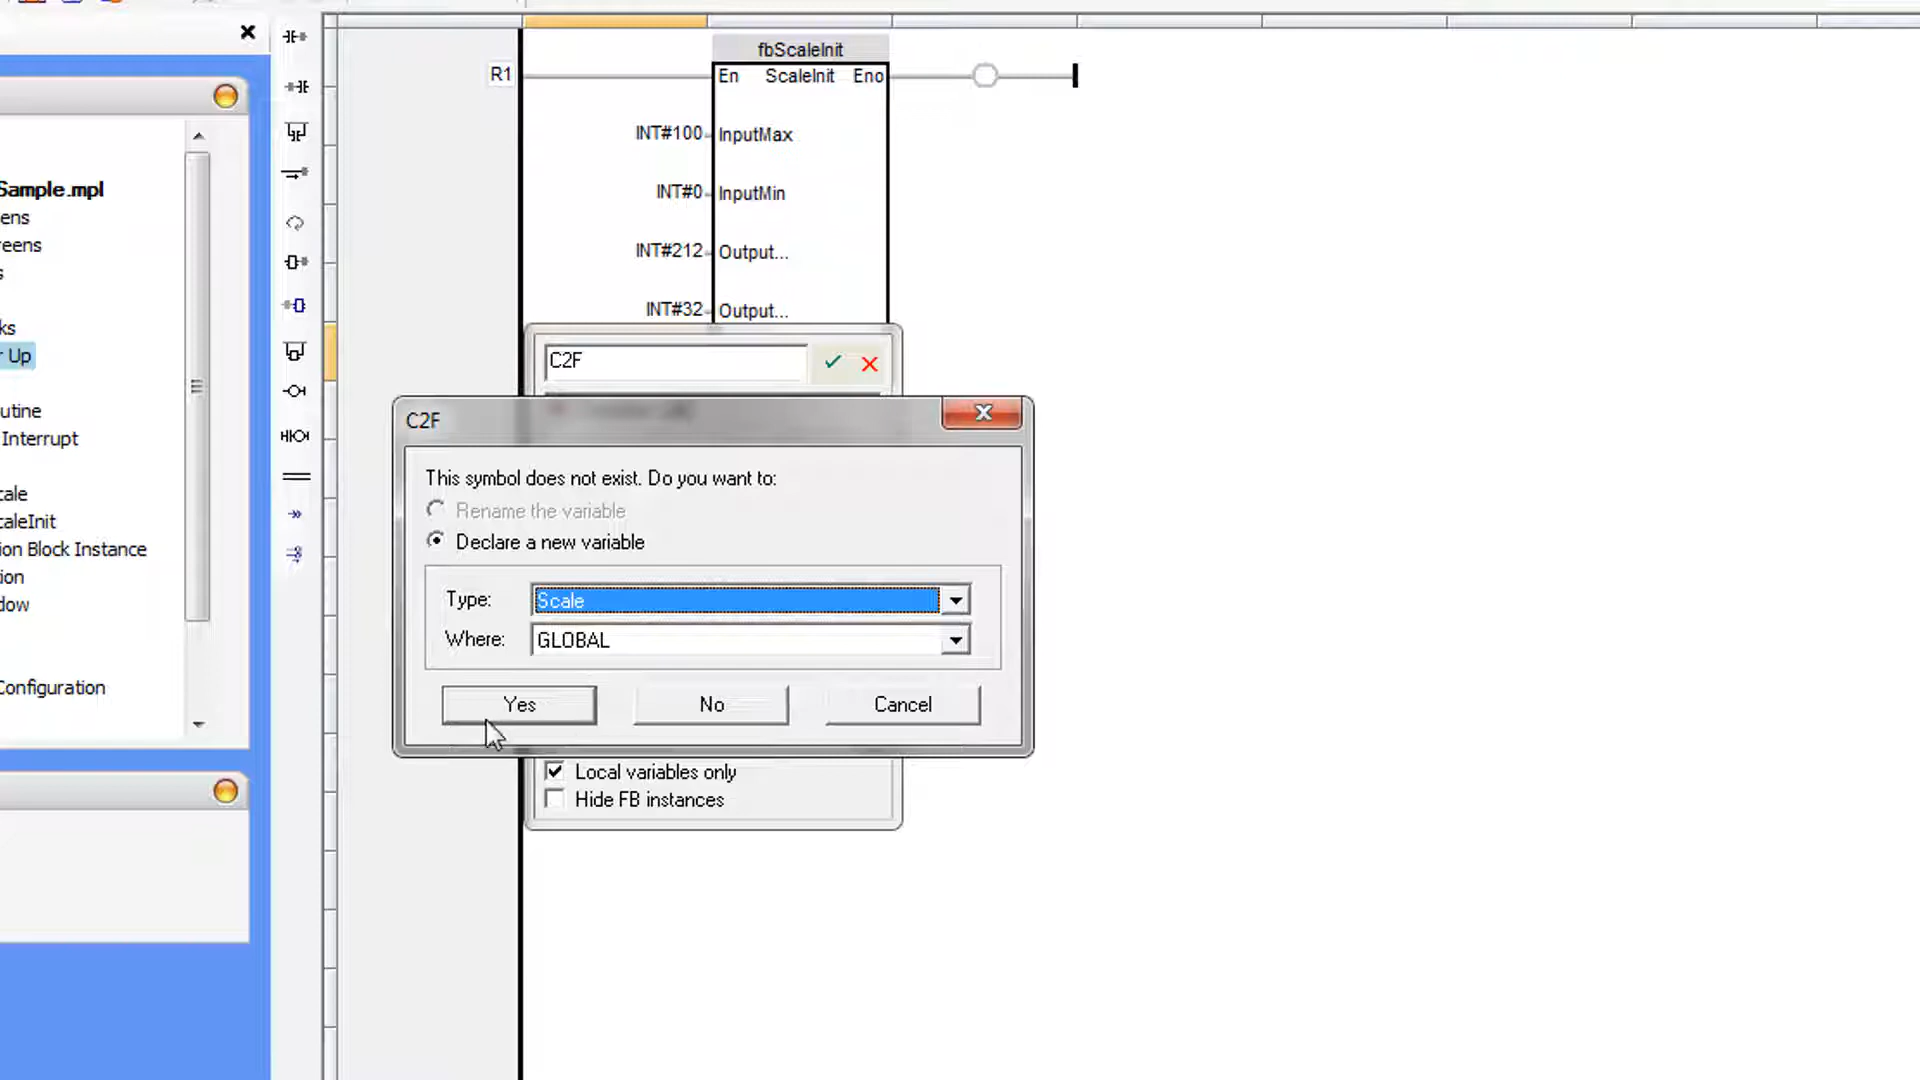 fbScaleInit
R1
En ScaleInit Eno
INT#100 InputMax
INT#0 InputMin
INT#212 Output...
INT#32 Output...
Sample.mpl
ens
reens
s
ks
r Up
utine
Interrupt
cale
caleInit
ion Block Instance
tion
dow
Configuration
C2F
C2F
This symbol does not exist. Do you want to:
Rename the variable
Declare a new variable
Type: Scale
Where: GLOBAL
Yes No Cancel
Local variables only
Hide FB instances